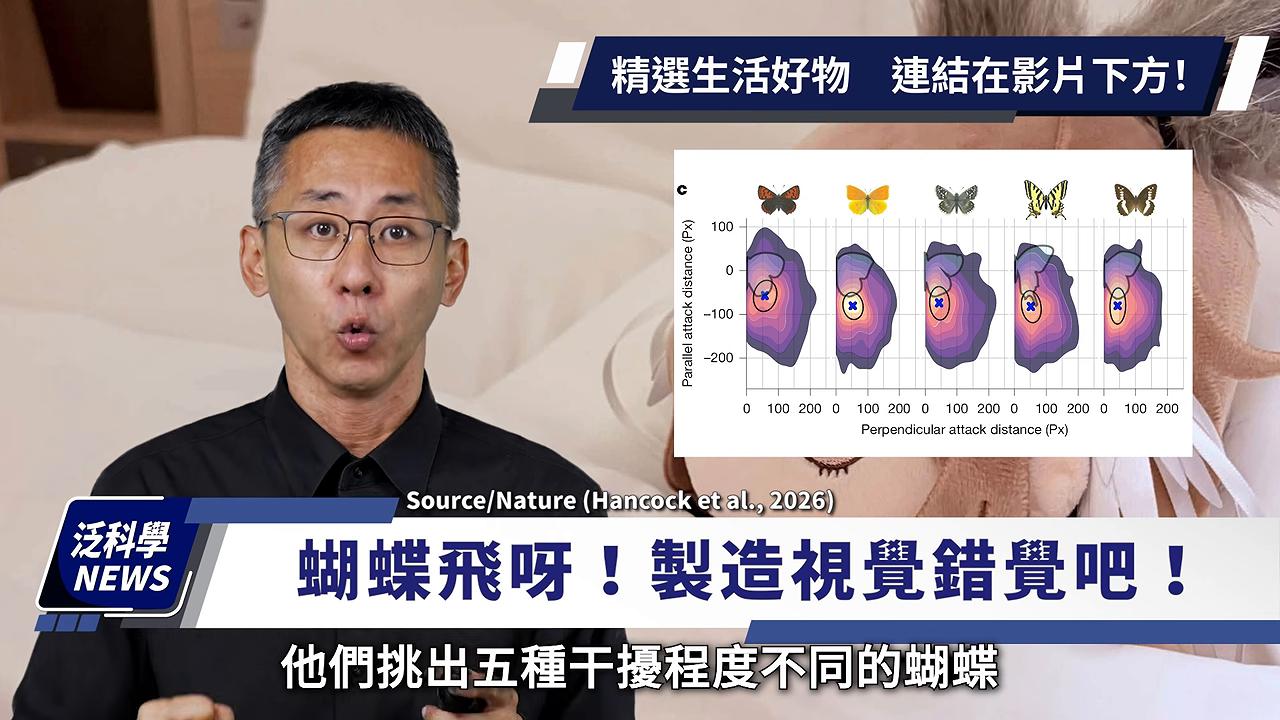 精選生活好物　連結在影片下方!
c
Parallel attack distance (Px)
100
0
−100
−200
0 100 200 0 100 200 0 100 200 0 100 200 0 100 200
Perpendicular attack distance (Px)
Source/Nature (Hancock et al., 2026)
泛科學
NEWS
蝴蝶飛呀！製造視覺錯覺吧！
他們挑出五種干擾程度不同的蝴蝶